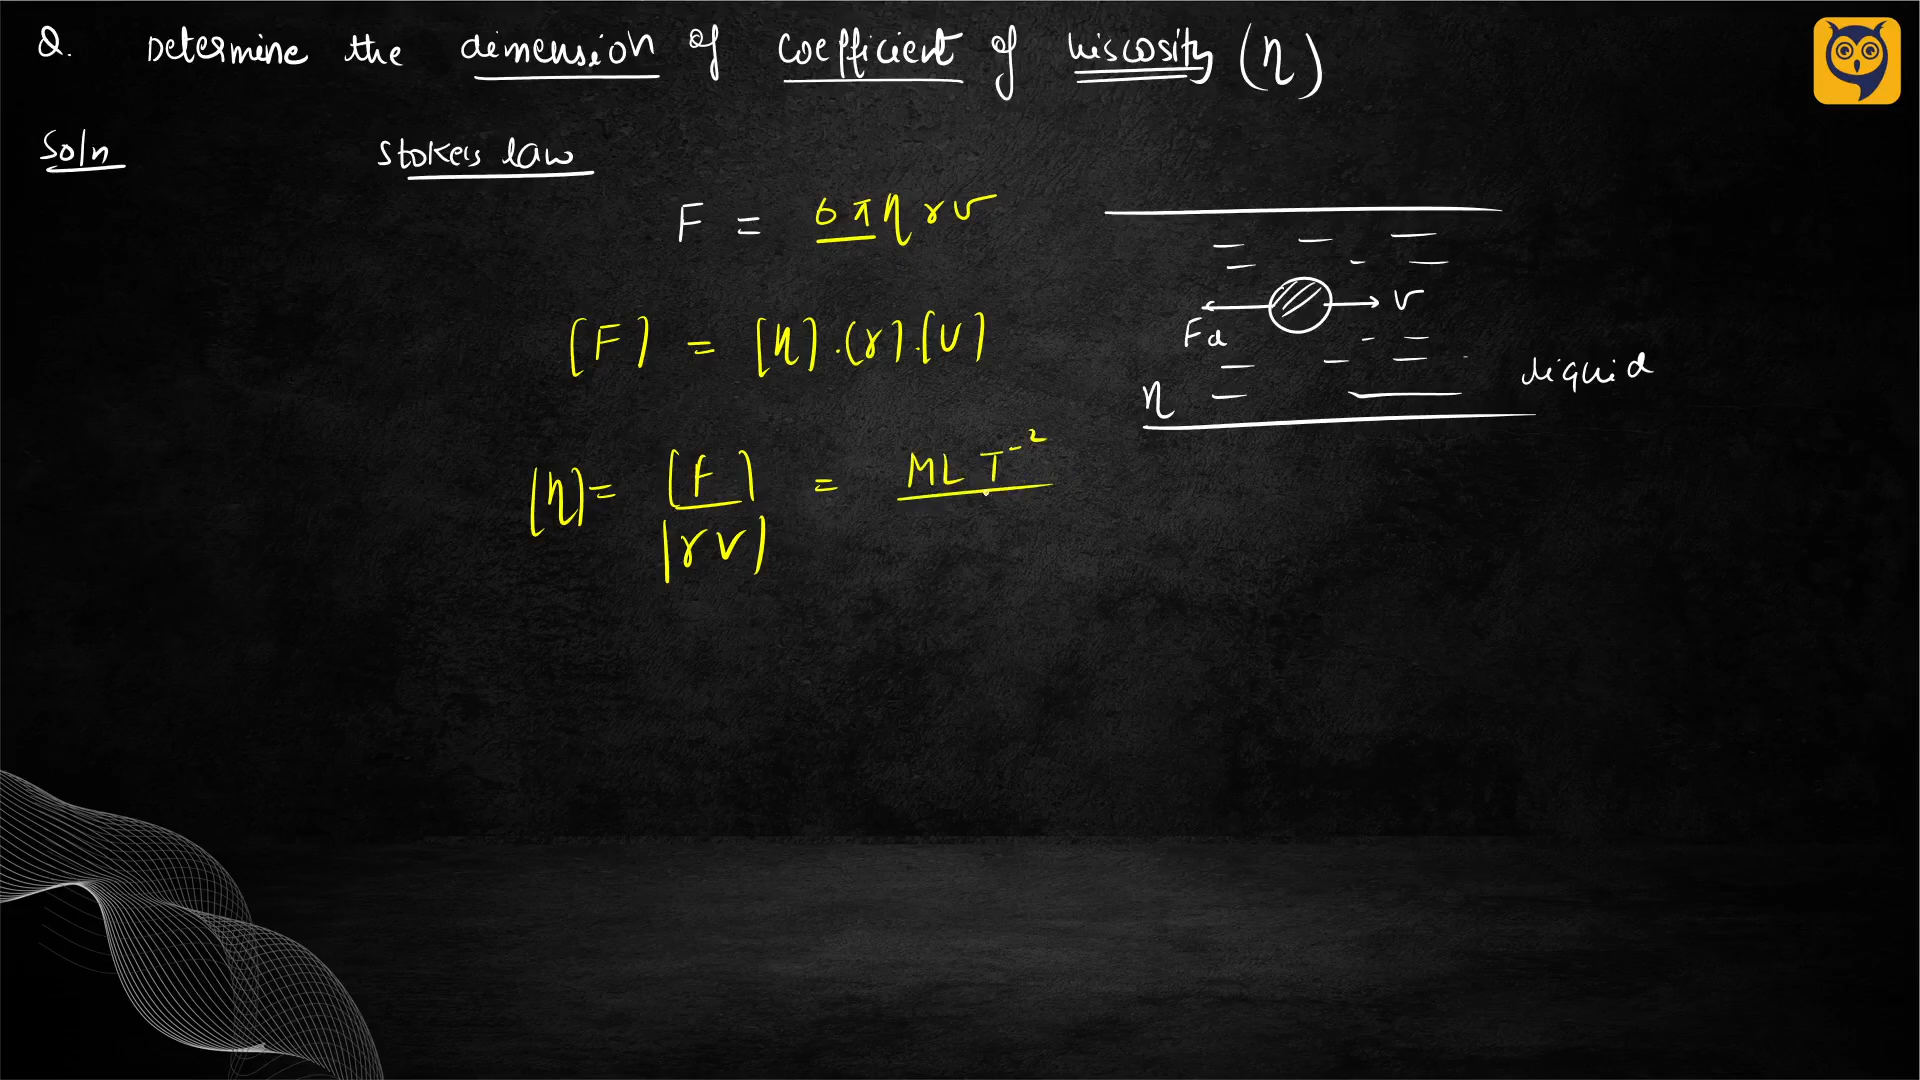 Q. Determine the dimension of coefficient of viscosity (η)
Soln
Stokes law
F = 6πηrv
[F] = [η].[r].[v]
[η] = [F] / [rv] = MLT⁻² /
v
Fd
η
liquid